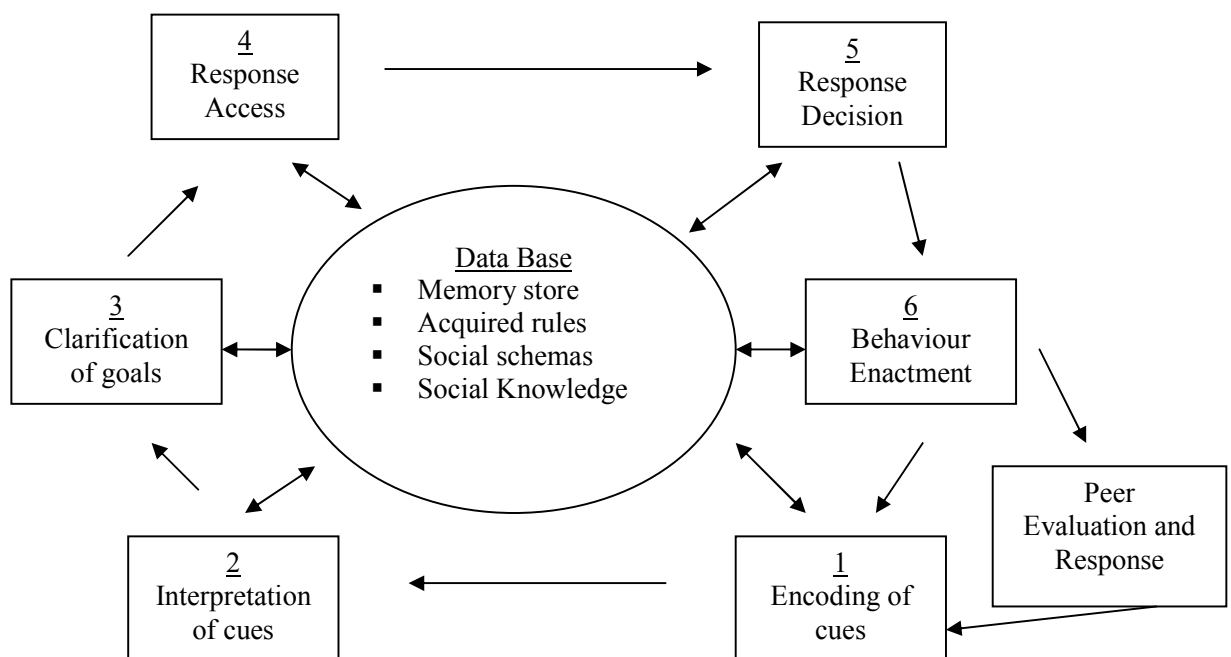 4
Response
Access
5
Response
Decision
Data Base
▪ Memory store
▪ Acquired rules
▪ Social schemas
▪ Social Knowledge
3
Clarification
of goals
6
Behaviour
Enactment
2
Interpretation
of cues
1
Encoding of
cues
Peer
Evaluation and
Response